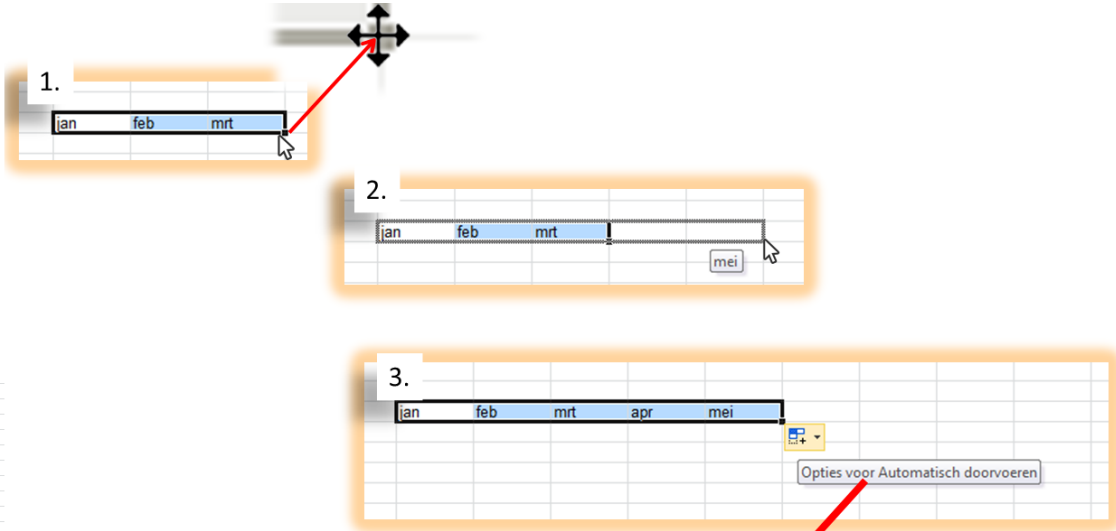 1.
jan feb mrt
2.
jan feb mrt
mei
3.
jan feb mrt apr mei
Opties voor Automatisch doorvoeren